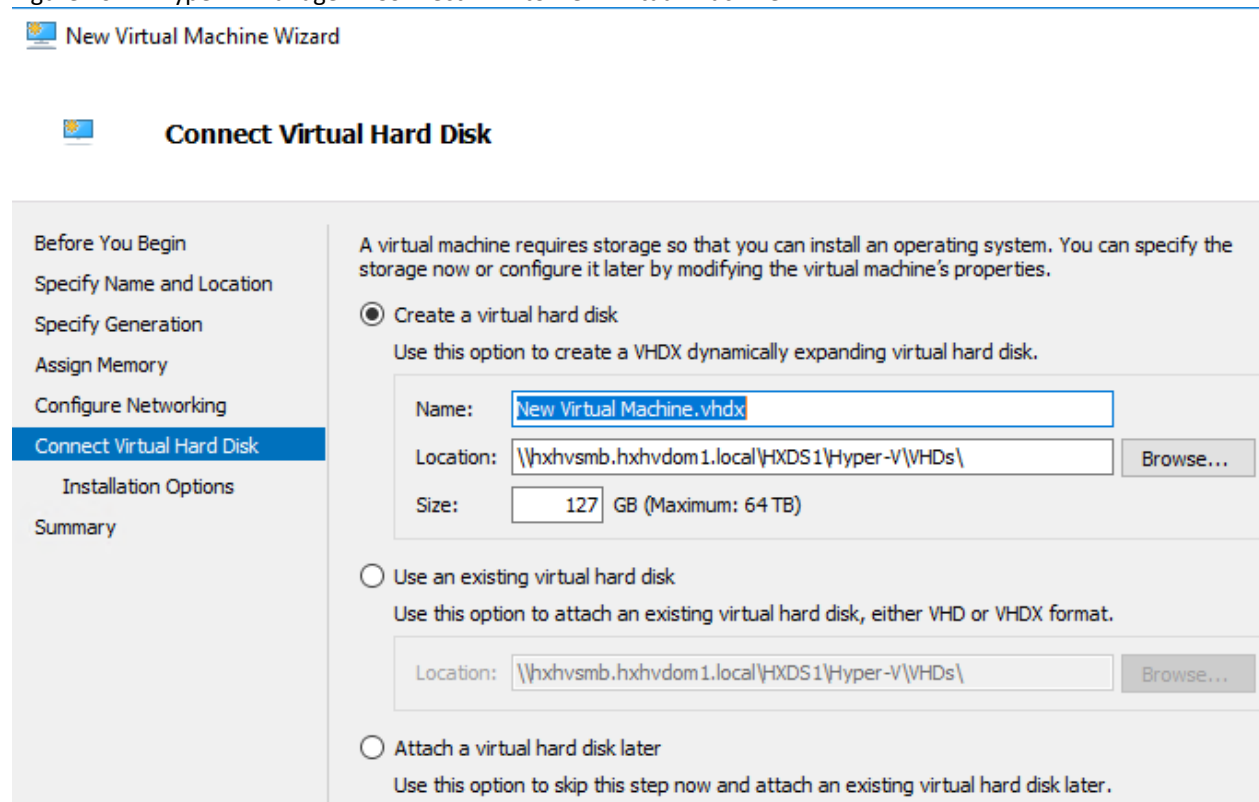 New Virtual Machine Wizard
Connect Virtual Hard Disk
Before You Begin
Specify Name and Location
Specify Generation
Assign Memory
Configure Networking
Connect Virtual Hard Disk
Installation Options
Summary
A virtual machine requires storage so that you can install an operating system. You can specify the
storage now or configure it later by modifying the virtual machine's properties.
Create a virtual hard disk
Use this option to create a VHDX dynamically expanding virtual hard disk.
Name: New Virtual Machine.vhdx
Location: \\hxhvsmb.hxhvdom1.local\HXDS1\Hyper-V\VHDs\ Browse...
Size: 127 GB (Maximum: 64 TB)
Use an existing virtual hard disk
Use this option to attach an existing virtual hard disk, either VHD or VHDX format.
Location: \\hxhvsmb.hxhvdom1.local\HXDS1\Hyper-V\VHDs\ Browse...
Attach a virtual hard disk later
Use this option to skip this step now and attach an existing virtual hard disk later.